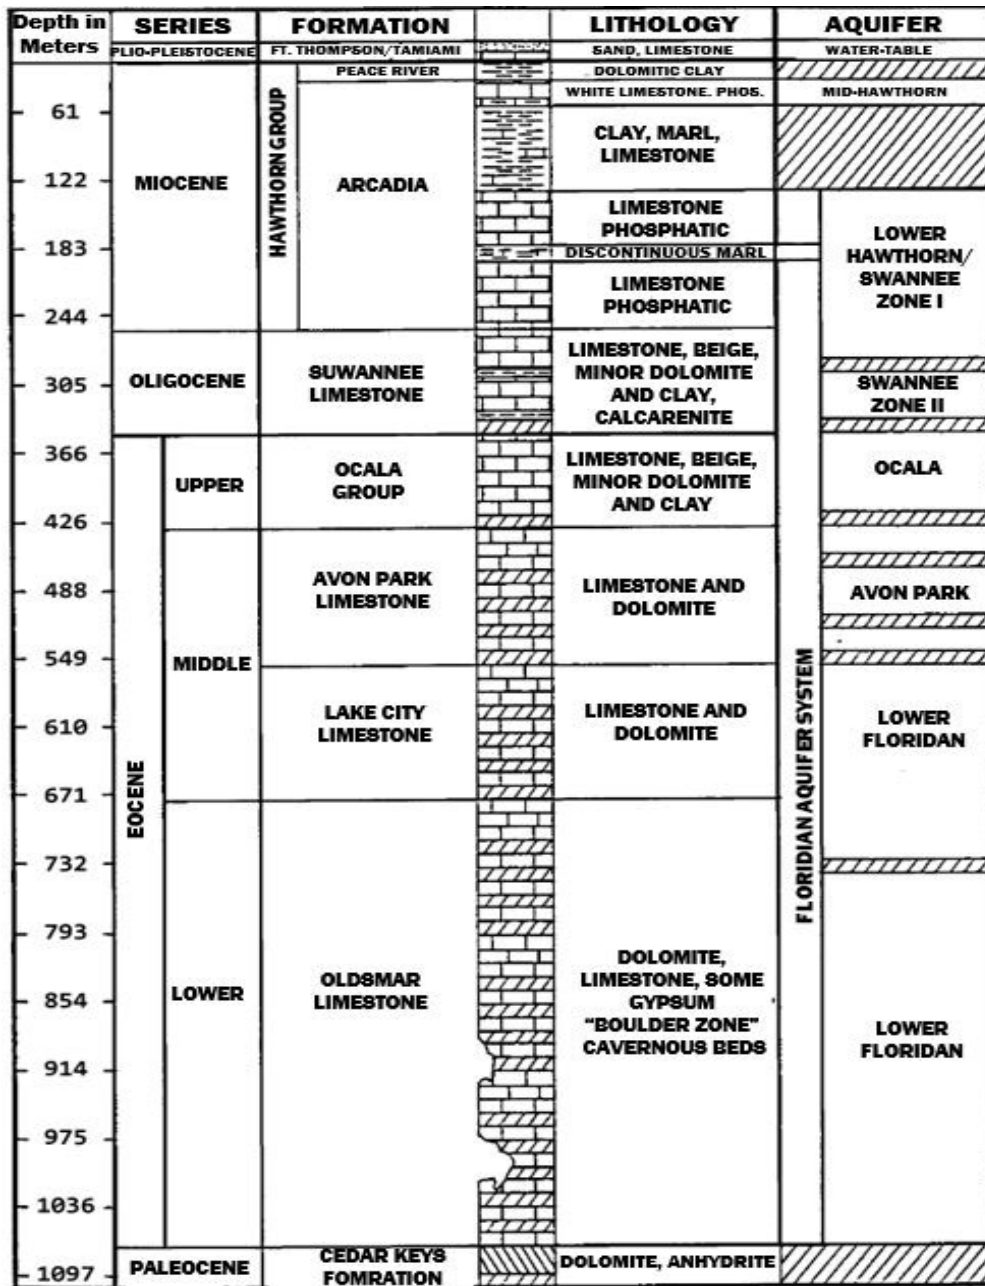 Depth in
Meters
SERIES
FORMATION
LITHOLOGY
AQUIFER
PLIO-PLEISTOCENE
FT. THOMPSON/TAMIAMI
SAND, LIMESTONE
WATER-TABLE
PEACE RIVER
DOLOMITIC CLAY
WHITE LIMESTONE. PHOS.
MID-HAWTHORN
61
122
183
244
305
366
426
488
549
610
671
732
793
854
914
975
1036
1097
MIOCENE
HAWTHORN GROUP
ARCADIA
CLAY, MARL,
LIMESTONE
LIMESTONE
PHOSPHATIC
DISCONTINUOUS MARL
LIMESTONE
PHOSPHATIC
LOWER
HAWTHORN/
SWANNEE
ZONE I
OLIGOCENE
SUWANNEE
LIMESTONE
LIMESTONE, BEIGE,
MINOR DOLOMITE
AND CLAY,
CALCARENITE
SWANNEE
ZONE II
EOCENE
UPPER
OCALA
GROUP
LIMESTONE, BEIGE,
MINOR DOLOMITE
AND CLAY
OCALA
MIDDLE
AVON PARK
LIMESTONE
LIMESTONE AND
DOLOMITE
AVON PARK
LAKE CITY
LIMESTONE
LIMESTONE AND
DOLOMITE
FLORIDIAN AQUIFER SYSTEM
LOWER
FLORIDAN
LOWER
OLDSMAR
LIMESTONE
DOLOMITE,
LIMESTONE, SOME
GYPSUM
"BOULDER ZONE"
CAVERNOUS BEDS
LOWER
FLORIDAN
PALEOCENE
CEDAR KEYS
FOMRATION
DOLOMITE, ANHYDRITE